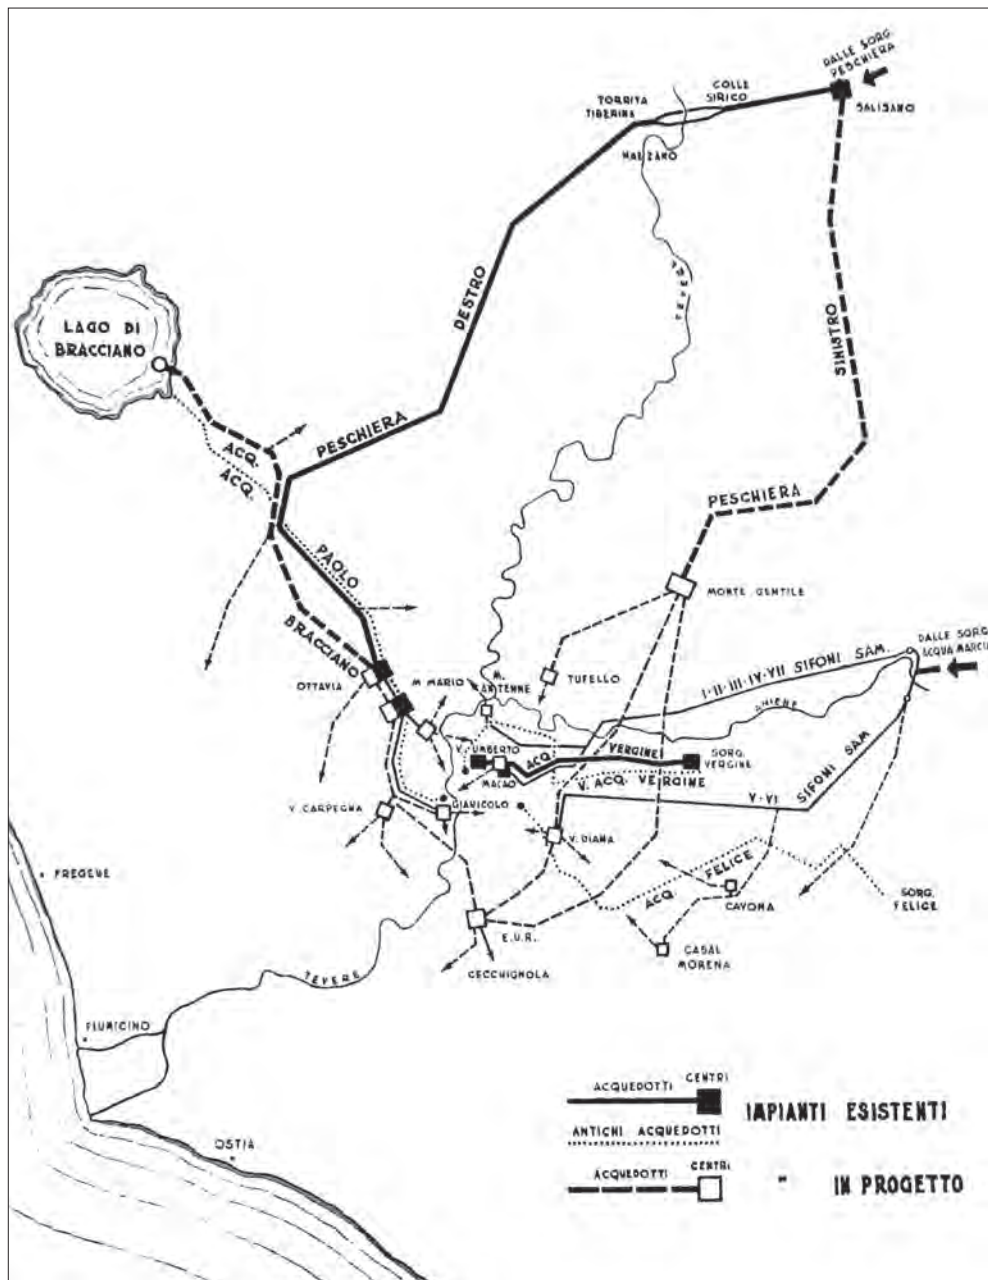 DALLE SORG.
PESCHIERA
COLLE
SIRICO
SALISANO
TORRITA
TIBERINA
NAZZANO
TEVERE
DESTRO
SINISTRO
LAGO DI
BRACCIANO
PESCHIERA
ACQ.
ACQ.
PESCHIERA
PAOLO
MONTE GENTILE
BRACCIANO
DALLE SORG.
ACQUA MARCIA
I-II-III-IV-VII SIFONI SAM.
OTTAVIA
M. MARIO
M.
ANTENNE
TUFELLO
ANIENE
V. UMBERTO
ACQ. VERGINE
SORG.
VERGINE
MACAO
V. ACQ. VERGINE
V-VI SIFONI SAM
V. CARPEGNA
GIANICOLO
V. DIANA
FREGENE
ACQ. FELICE
CAVONA
SORG.
FELICE
E.U.R.
CECCHIGNOLA
CASAL
MORENA
TEVERE
FIUMICINO
OSTIA
ACQUEDOTTI CENTRI
IMPIANTI ESISTENTI
ANTICHI ACQUEDOTTI
ACQUEDOTTI CENTRI
" IN PROGETTO